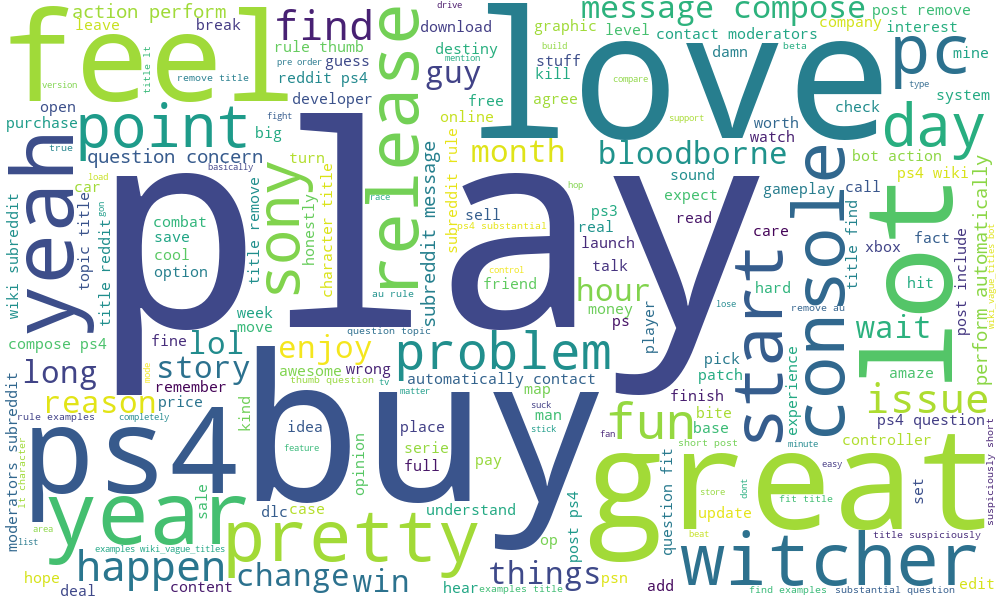 action perform
leave
break
find
rule thumb
guess
reddit ps4
download
guy
destiny
mention
drive
message compose
post remove
company
interest
graphic
level
contact moderators
pc
mine
system
feel
version
title lt
remove title
pre order
developer
stuff
kill
build
beta
damn
type
compare
love
open
purchase
true
point
big
fight
free
online
agree
support
worth
watch
check
day
question concern
basically
turn
month
bloodborne
sound
bot action
ps4 wiki
yeah
car
load
topic title
gon
title reddit
wiki subreddit
play
combat
save
cool
option
title remove
sony
honestly
character title
release
race
au rule
subreddit message
subreddit rule
sell
ps4 substantial
hop
ps3
real
launch
talk
control
friend
expect
read
care
gameplay
call
xbox
fact
hit
title find
lot
post include
perform automatically
wiki_vague_titles bot
week
move
hour
money
ps
player
lose
hard
remove au
start
console
wait
amaze
compose ps4
fine
lol
question topic
enjoy
awesome
wrong
thumb question
tv
matter
problem
automatically contact
map
pick
patch
experience
long
story
mode
remember
price
reason
rule examples
completely
kind
idea
feature
opinion
place
serie
full
suck
man
stick
fan
finish
bite
base
short post
minute
issue
ps4 question
controller
moderators subreddit
lt character
ps4
buy
pay
understand
fun
question fit
easy
set
suspiciously short
great
store
dont
fit title
update
beat
area
list
year
sale
examples wiki_vague_titles
pretty
dlc
case
op
post ps4
title suspiciously
hope
deal
happen
content
change
win
hear
examples title
things
psn
add
witcher
find examples
substantial question
edit